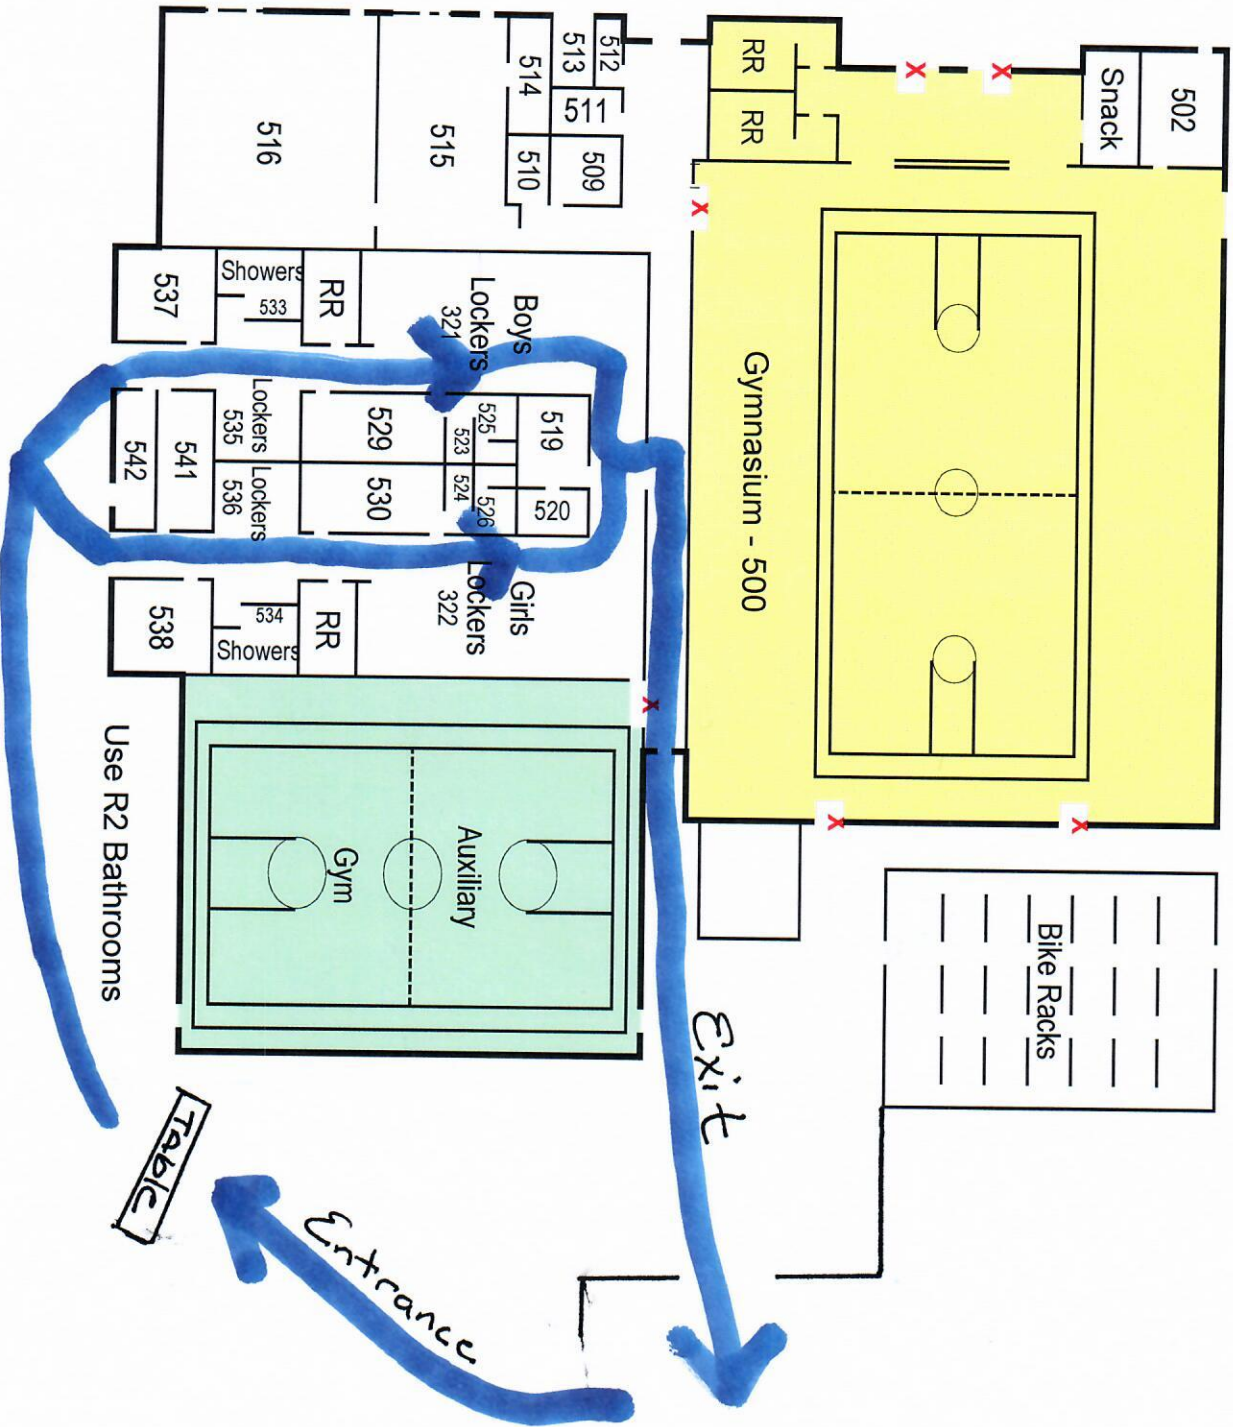 502
Snack
X
X
RR
RR
X
Gymnasium - 500
X
X
Bike Racks
512
513
511
509
514
510
515
516
Boys
Lockers
321
RR
Showers
533
537
519
520
525
523
526
524
529
530
Lockers
535
Lockers
536
541
542
Girls
Lockers
322
RR
534
Showers
538
X
Auxiliary
Gym
Use R2 Bathrooms
Exit
Table
Entrance